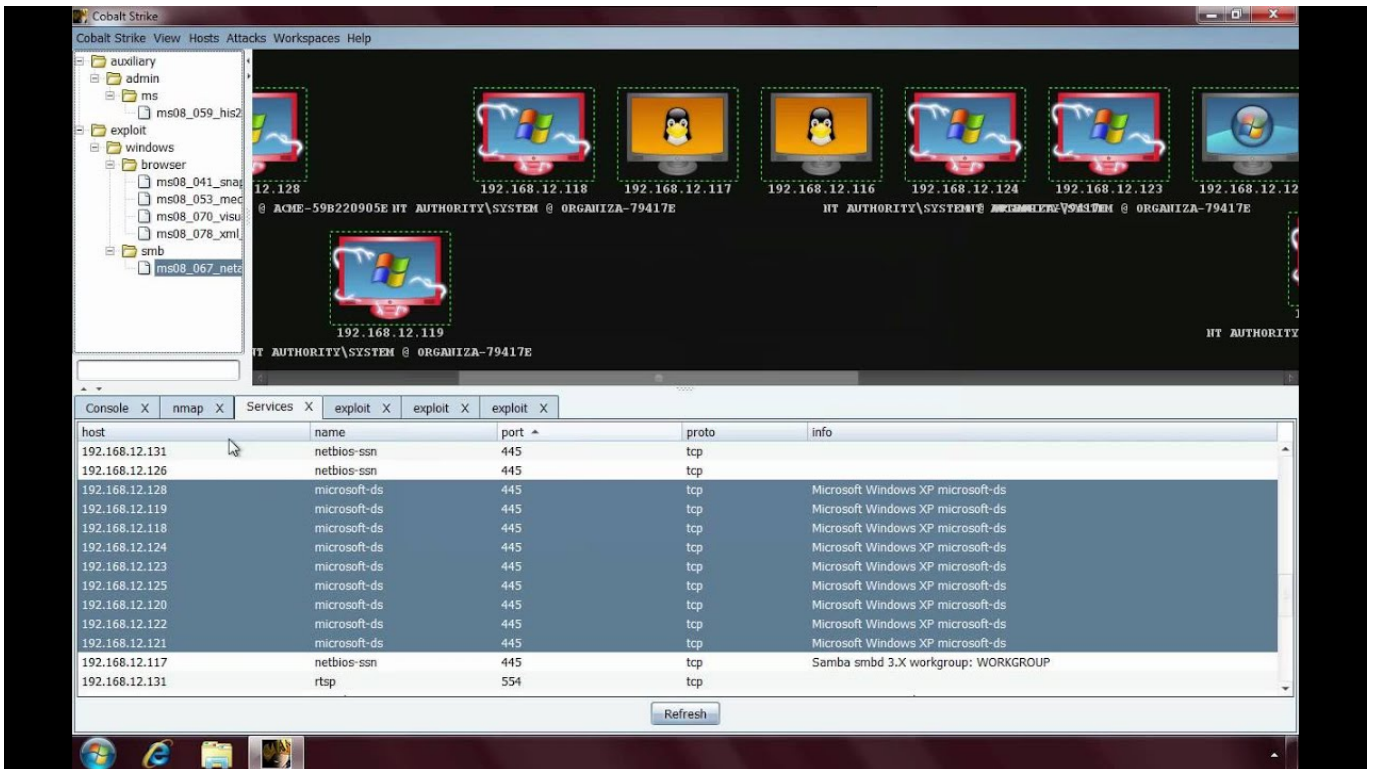 Cobalt Strike
Cobalt Strike View Hosts Attacks Workspaces Help
auxiliary
admin
ms
ms08_059_his2
exploit
windows
browser
ms08_041_snap
ms08_053_med
ms08_070_visu
ms08_078_xml_
smb
ms08_067_neta
12.128
192.168.12.118
192.168.12.117
192.168.12.116
192.168.12.124
192.168.12.123
192.168.12.12
@ ACME-59B220905E NT AUTHORITY\SYSTEM @ ORGANIZA-79417E
NT AUTHORITY\SYSTEM @ ORGANIZA-79417E
192.168.12.119
NT AUTHORITY
NT AUTHORITY\SYSTEM @ ORGANIZA-79417E
Console X nmap X Services X exploit X exploit X exploit X
host name port proto info
192.168.12.131 netbios-ssn 445 tcp
192.168.12.126 netbios-ssn 445 tcp
192.168.12.128 microsoft-ds 445 tcp Microsoft Windows XP microsoft-ds
192.168.12.119 microsoft-ds 445 tcp Microsoft Windows XP microsoft-ds
192.168.12.118 microsoft-ds 445 tcp Microsoft Windows XP microsoft-ds
192.168.12.124 microsoft-ds 445 tcp Microsoft Windows XP microsoft-ds
192.168.12.123 microsoft-ds 445 tcp Microsoft Windows XP microsoft-ds
192.168.12.125 microsoft-ds 445 tcp Microsoft Windows XP microsoft-ds
192.168.12.120 microsoft-ds 445 tcp Microsoft Windows XP microsoft-ds
192.168.12.122 microsoft-ds 445 tcp Microsoft Windows XP microsoft-ds
192.168.12.121 microsoft-ds 445 tcp Microsoft Windows XP microsoft-ds
192.168.12.117 netbios-ssn 445 tcp Samba smbd 3.X workgroup: WORKGROUP
192.168.12.131 rtsp 554 tcp
Refresh